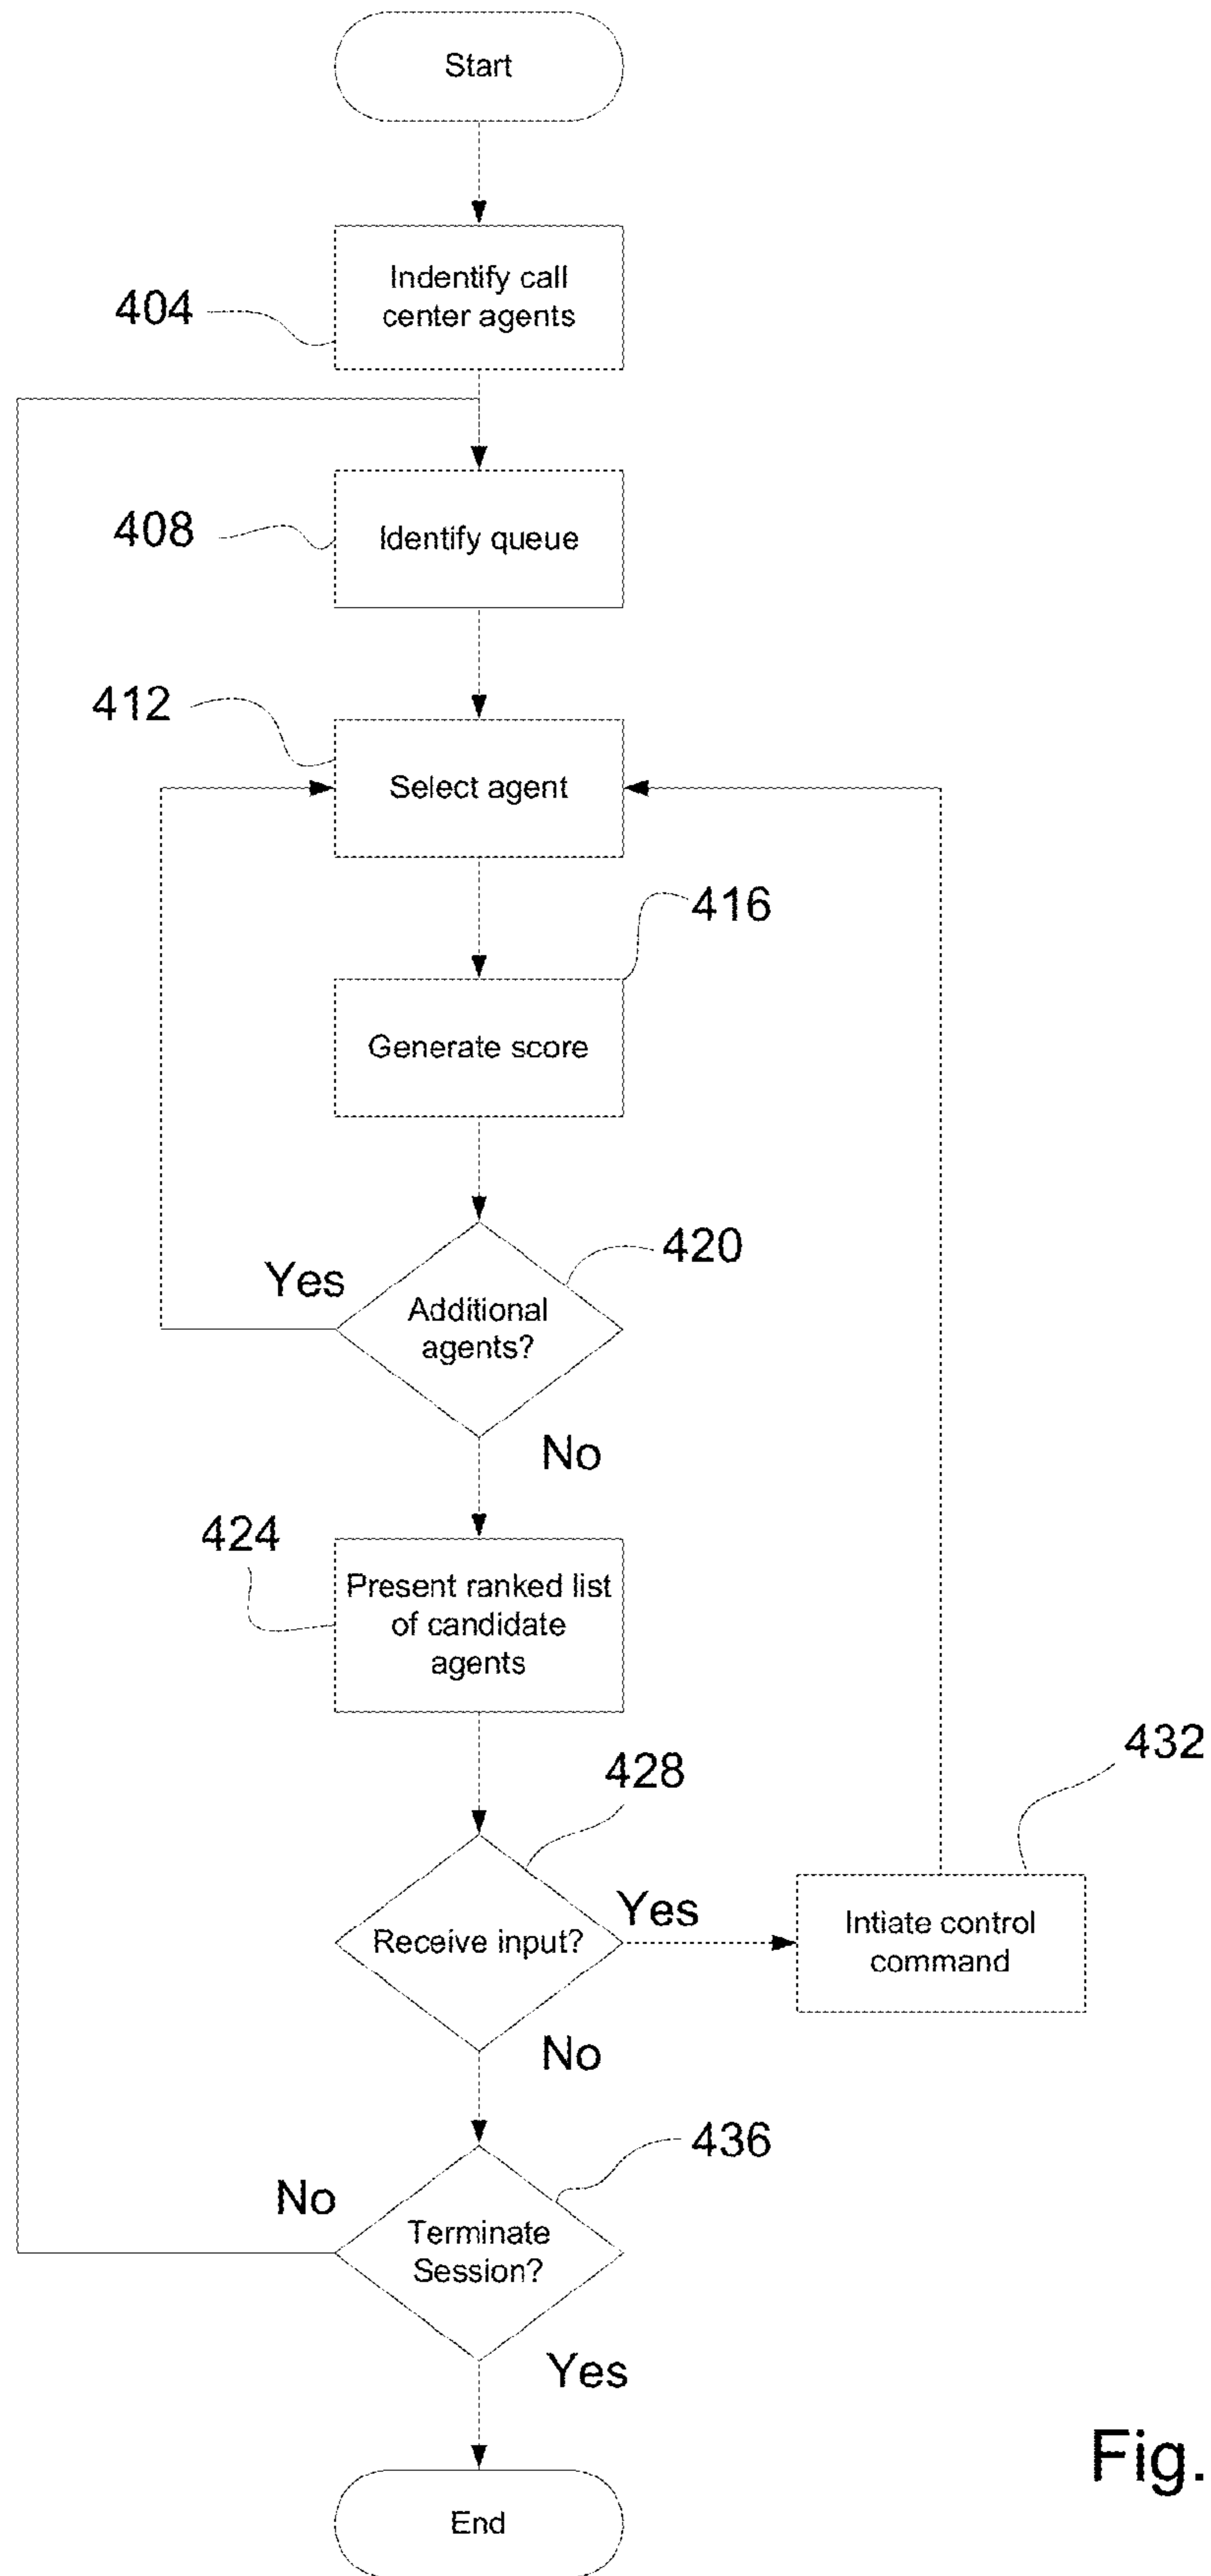 Start
Indentify call
center agents
404
408
Identify queue
412
Select agent
416
Generate score
420
Yes
Additional
agents?
No
424
Present ranked list
of candidate
agents
432
428
Yes
Receive input?
Intiate control
command
No
436
No
Terminate
Session?
Yes
Fig.
End